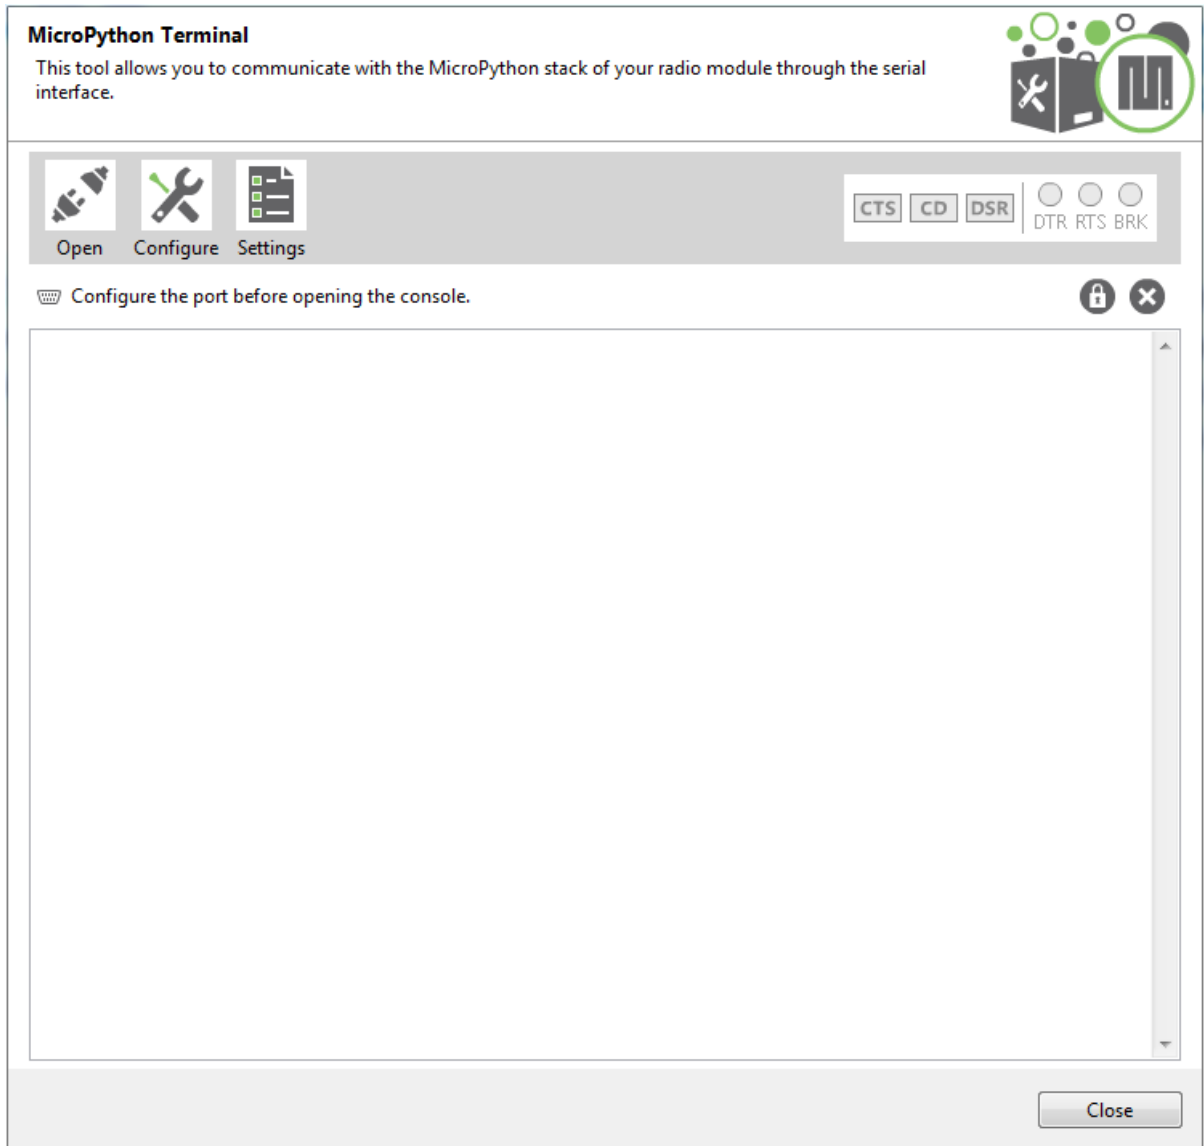 MicroPython Terminal
This tool allows you to communicate with the MicroPython stack of your radio module through the serial
interface.
Open Configure Settings
CTS CD DSR DTR RTS BRK
Configure the port before opening the console.
Close